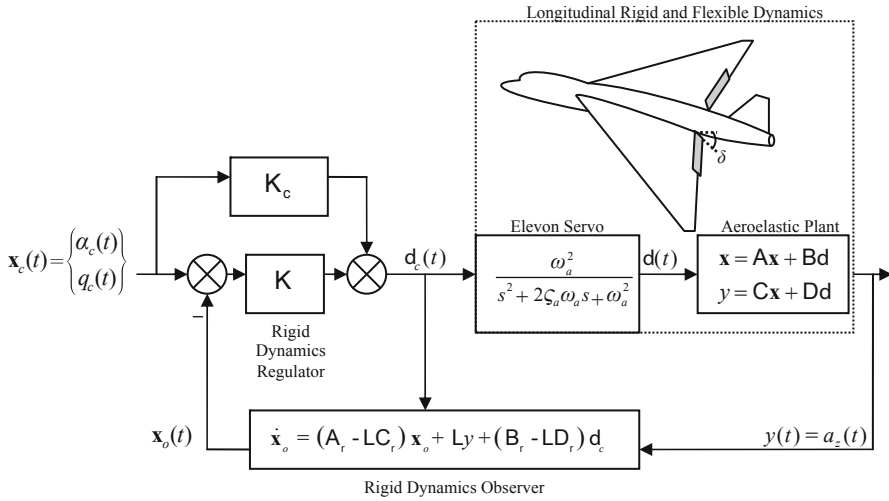 Longitudinal Rigid and Flexible Dynamics
δ
K_c
Elevon Servo
Aeroelastic Plant
x_c(t)={α_c(t) q_c(t)}
K
d_c(t)
ω_a^2 / s^2 + 2ς_aω_a s + ω_a^2
d(t)
x = Ax + Bd
y = Cx + Dd
−
Rigid
Dynamics
Regulator
x_o(t)
ẋ_o = (A_r - LC_r) x_o + Ly + (B_r - LD_r) d_c
y(t) = a_z(t)
Rigid Dynamics Observer